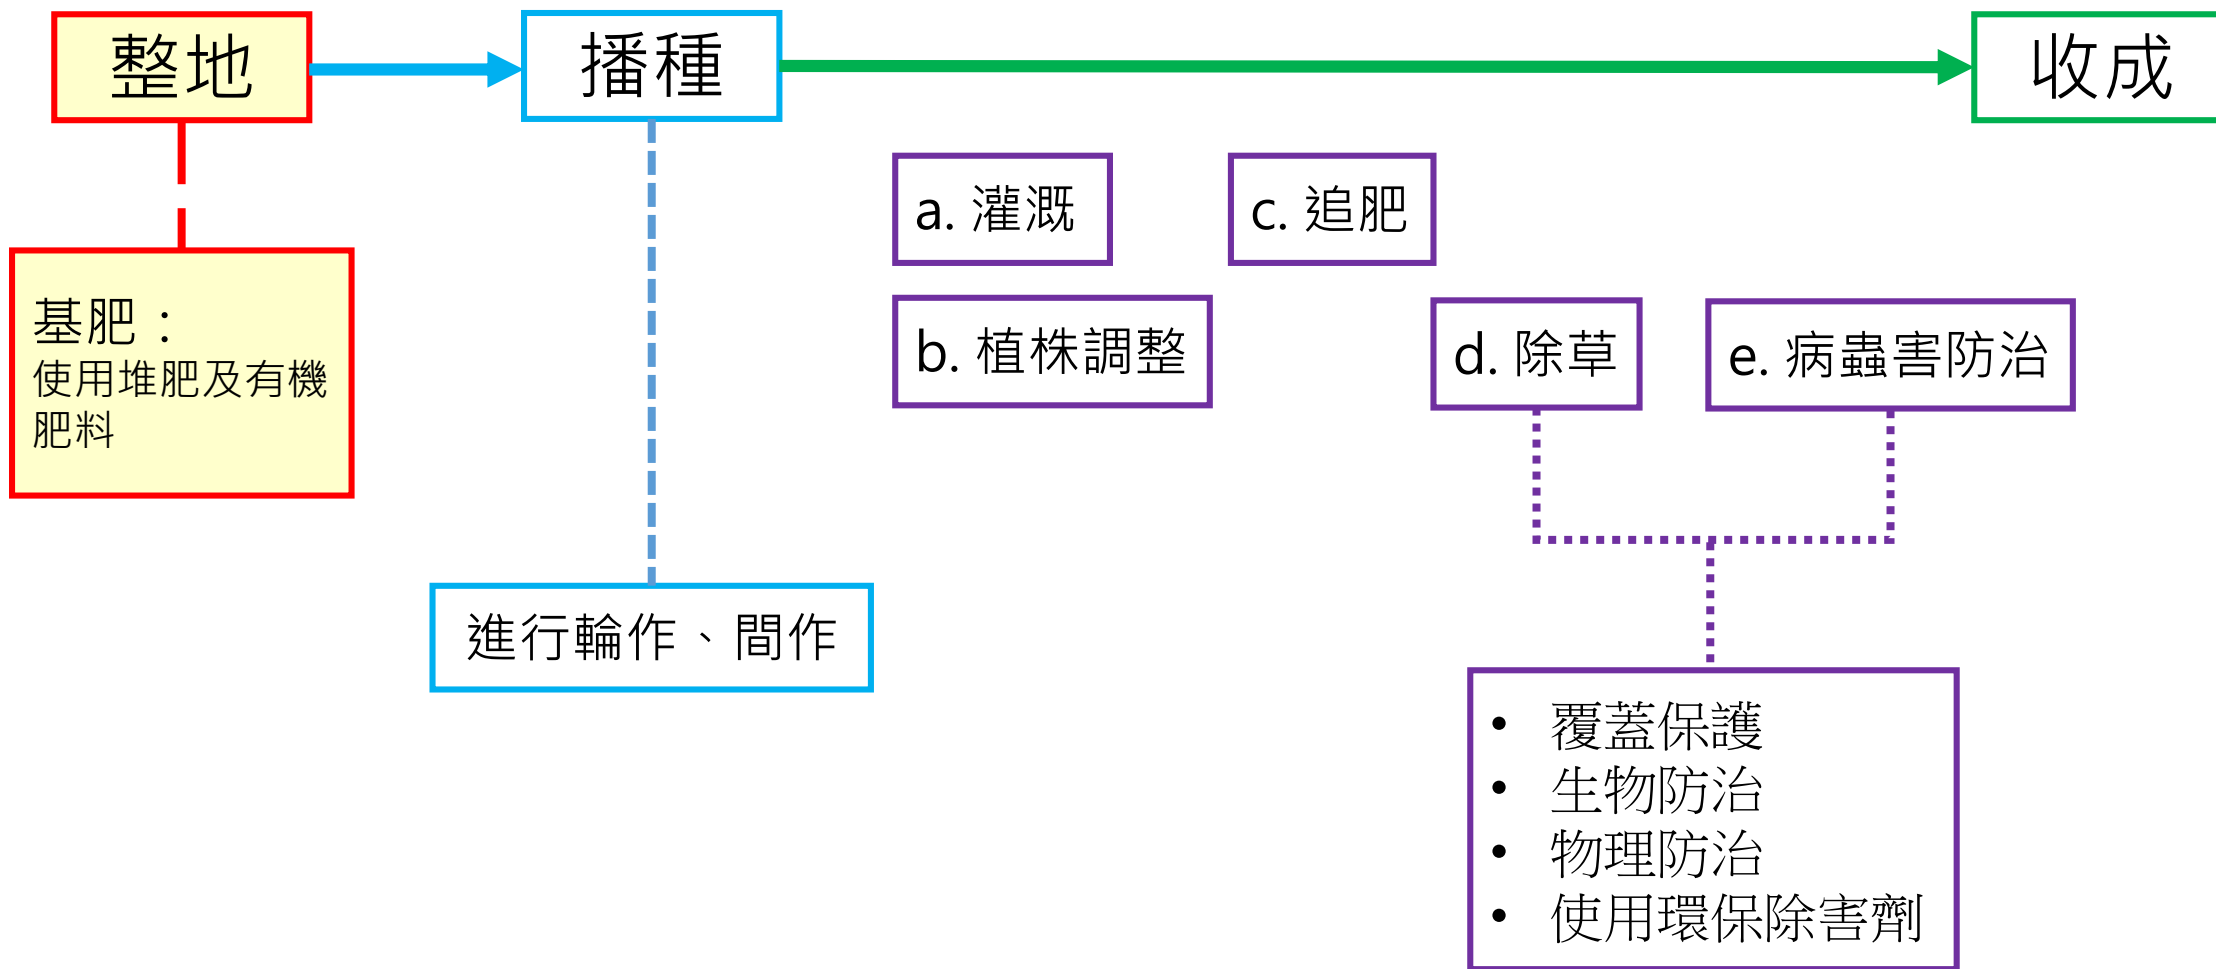 整地
播種
收成
a. 灌溉
c. 追肥
b. 植株調整
d. 除草
e. 病蟲害防治
基肥：
使用堆肥及有機
肥料
進行輪作、間作
• 覆蓋保護
• 生物防治
• 物理防治
• 使用環保除害劑